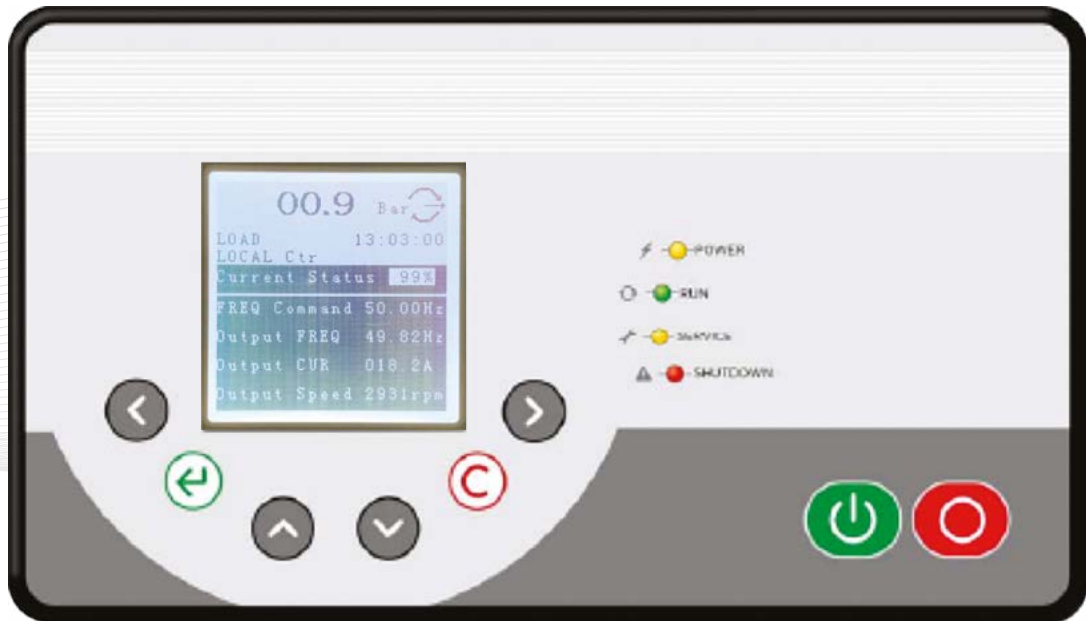 00.9 Bar
LOAD 13:03:00
LOCAL Ctr
Current Status 99%
FREQ Command 50.00Hz
Output FREQ 49.82Hz
Output CUR 018.2A
Output Speed 2931rpm
POWER
RUN
SERVICE
SHUTDOWN
C